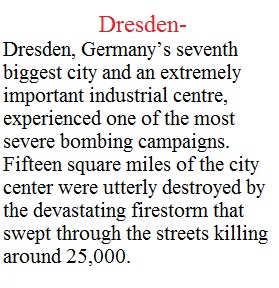 Dresden-
Dresden, Germany’s seventh
biggest city and an extremely
important industrial centre,
experienced one of the most
severe bombing campaigns.
Fifteen square miles of the city
center were utterly destroyed by
the devastating firestorm that
swept through the streets killing
around 25,000.